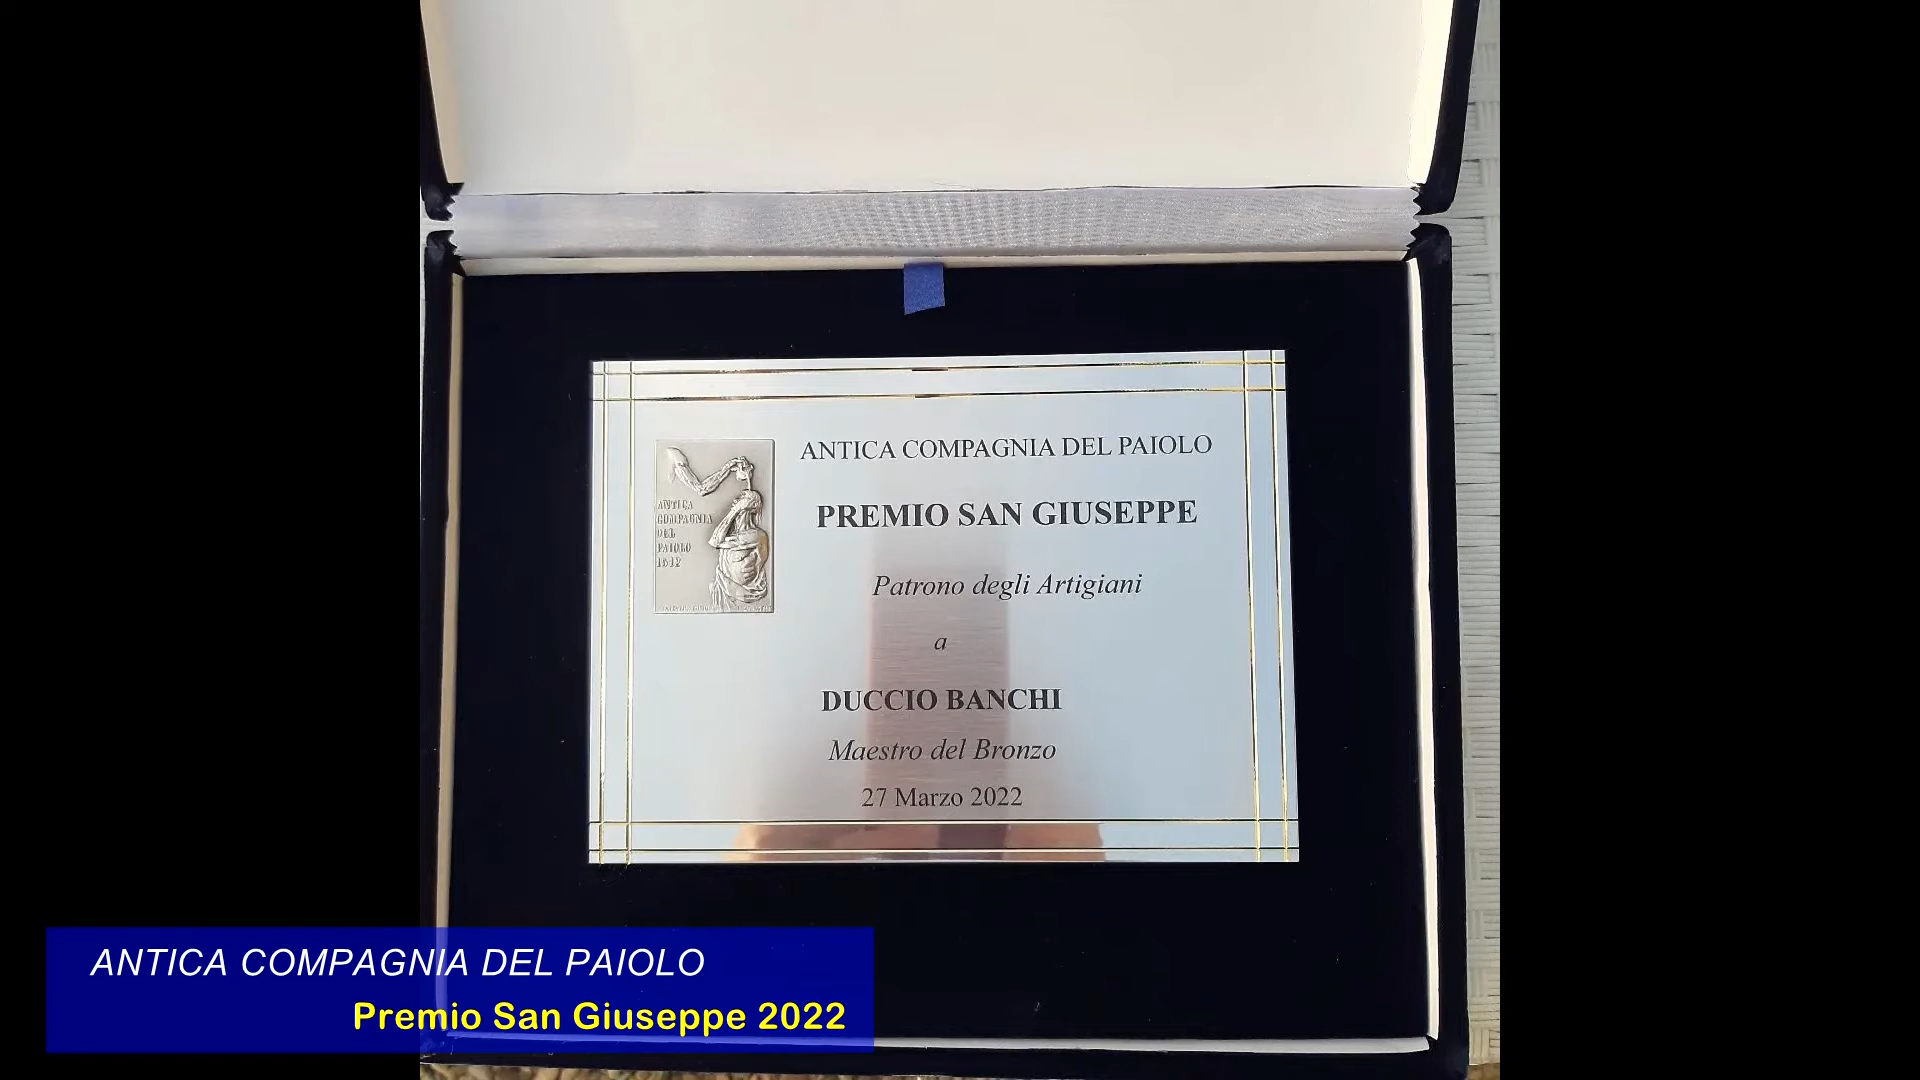 ANTICA COMPAGNIA DEL PAIOLO
PREMIO SAN GIUSEPPE
Patrono degli Artigiani
a
DUCCIO BANCHI
Maestro del Bronzo
27 Marzo 2022
ANTICA
COMPAGNIA
DEL
PAIOLO
ANTICA COMPAGNIA DEL PAIOLO
Premio San Giuseppe 2022